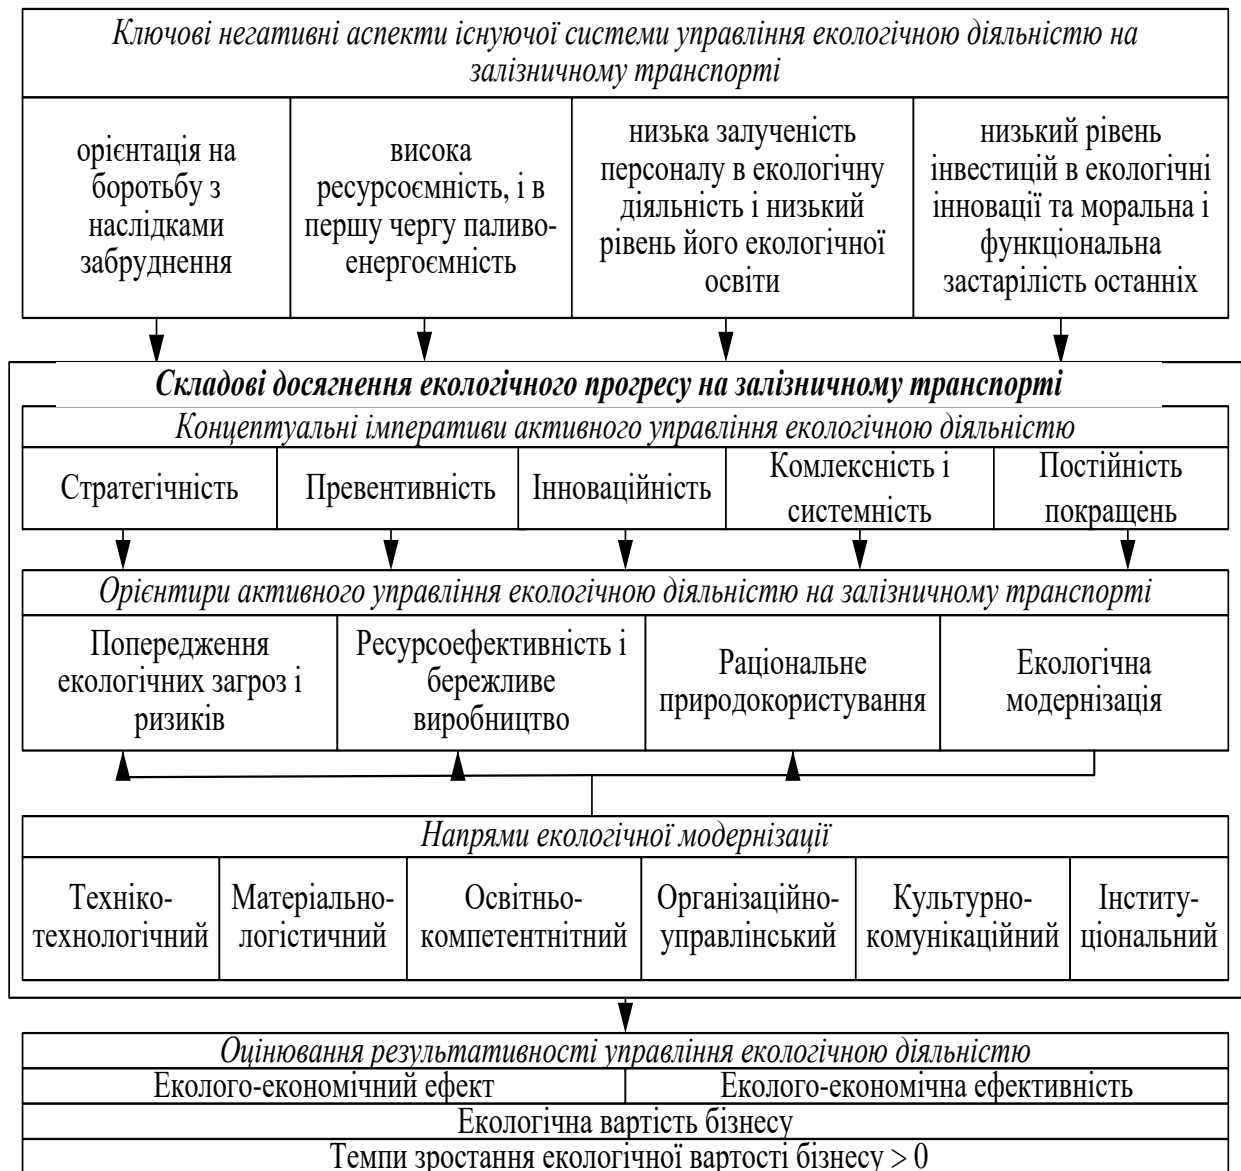 Ключові негативні аспекти існуючої системи управління екологічною діяльністю на
залізничному транспорті
орієнтація на
боротьбу з
наслідками
забруднення
висока
ресурсоємність, і в
першу чергу паливо-
енергоємність
низька залученість
персоналу в екологічну
діяльність і низький
рівень його екологічної
освіти
низький рівень
інвестицій в екологічні
інновації та моральна і
функціональна
застарілість останніх
Складові досягнення екологічного прогресу на залізничному транспорті
Концептуальні імперативи активного управління екологічною діяльністю
Стратегічність
Превентивність
Інноваційність
Комлексність і
системність
Постійність
покращень
Орієнтири активного управління екологічною діяльністю на залізничному транспорті
Попередження
екологічних загроз і
ризиків
Ресурсоефективність і
бережливе
виробництво
Раціональне
природокористування
Екологічна
модернізація
Напрями екологічної модернізації
Техніко-
технологічний
Матеріально-
логістичний
Освітньо-
компетентнітний
Організаційно-
управлінський
Культурно-
комунікаційний
Інститу-
ціональний
Оцінювання результативності управління екологічною діяльністю
Еколого-економічний ефект
Еколого-економічна ефективність
Екологічна вартість бізнесу
Темпи зростання екологічної вартості бізнесу > 0